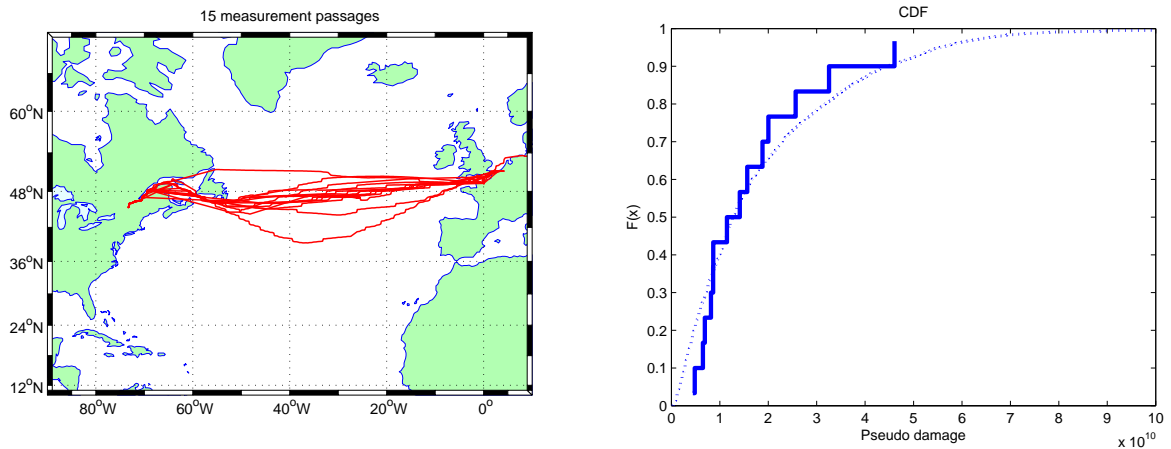 15 measurement passages
60°N
48°N
36°N
24°N
12°N
80°W
60°W
40°W
20°W
0°
CDF
F(x)
1
0.9
0.8
0.7
0.6
0.5
0.4
0.3
0.2
0.1
0
0 1 2 3 4 5 6 7 8 9 10
Pseudo damage
x 10^10